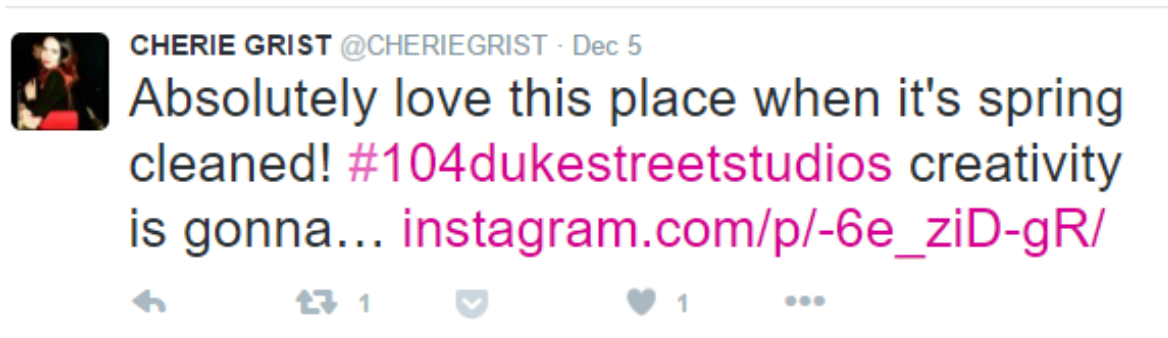 CHERIE GRIST @CHERIEGRIST · Dec 5
Absolutely love this place when it's spring
cleaned! #104dukestreetstudios creativity
is gonna... instagram.com/p/-6e_ziD-gR/
1 1